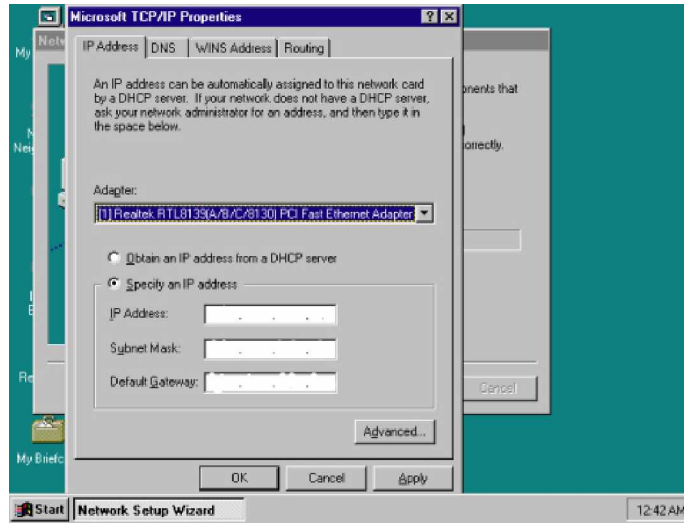 Microsoft TCP/IP Properties
IP Address DNS WINS Address Routing
An IP address can be automatically assigned to this network card
by a DHCP server. If your network does not have a DHCP server,
ask your network administrator for an address, and then type it in
the space below.
Adapter:
[1] Realtek RTL8139(A/B/C/8130) PCI Fast Ethernet Adapter
Obtain an IP address from a DHCP server
Specify an IP address
IP Address:
Subnet Mask:
Default Gateway:
Advanced...
OK Cancel Apply
Netw
onents that
orrectly.
Cancel
My
N
Nei
I
E
Re
My Briefc
Start Network Setup Wizard 12:42 AM